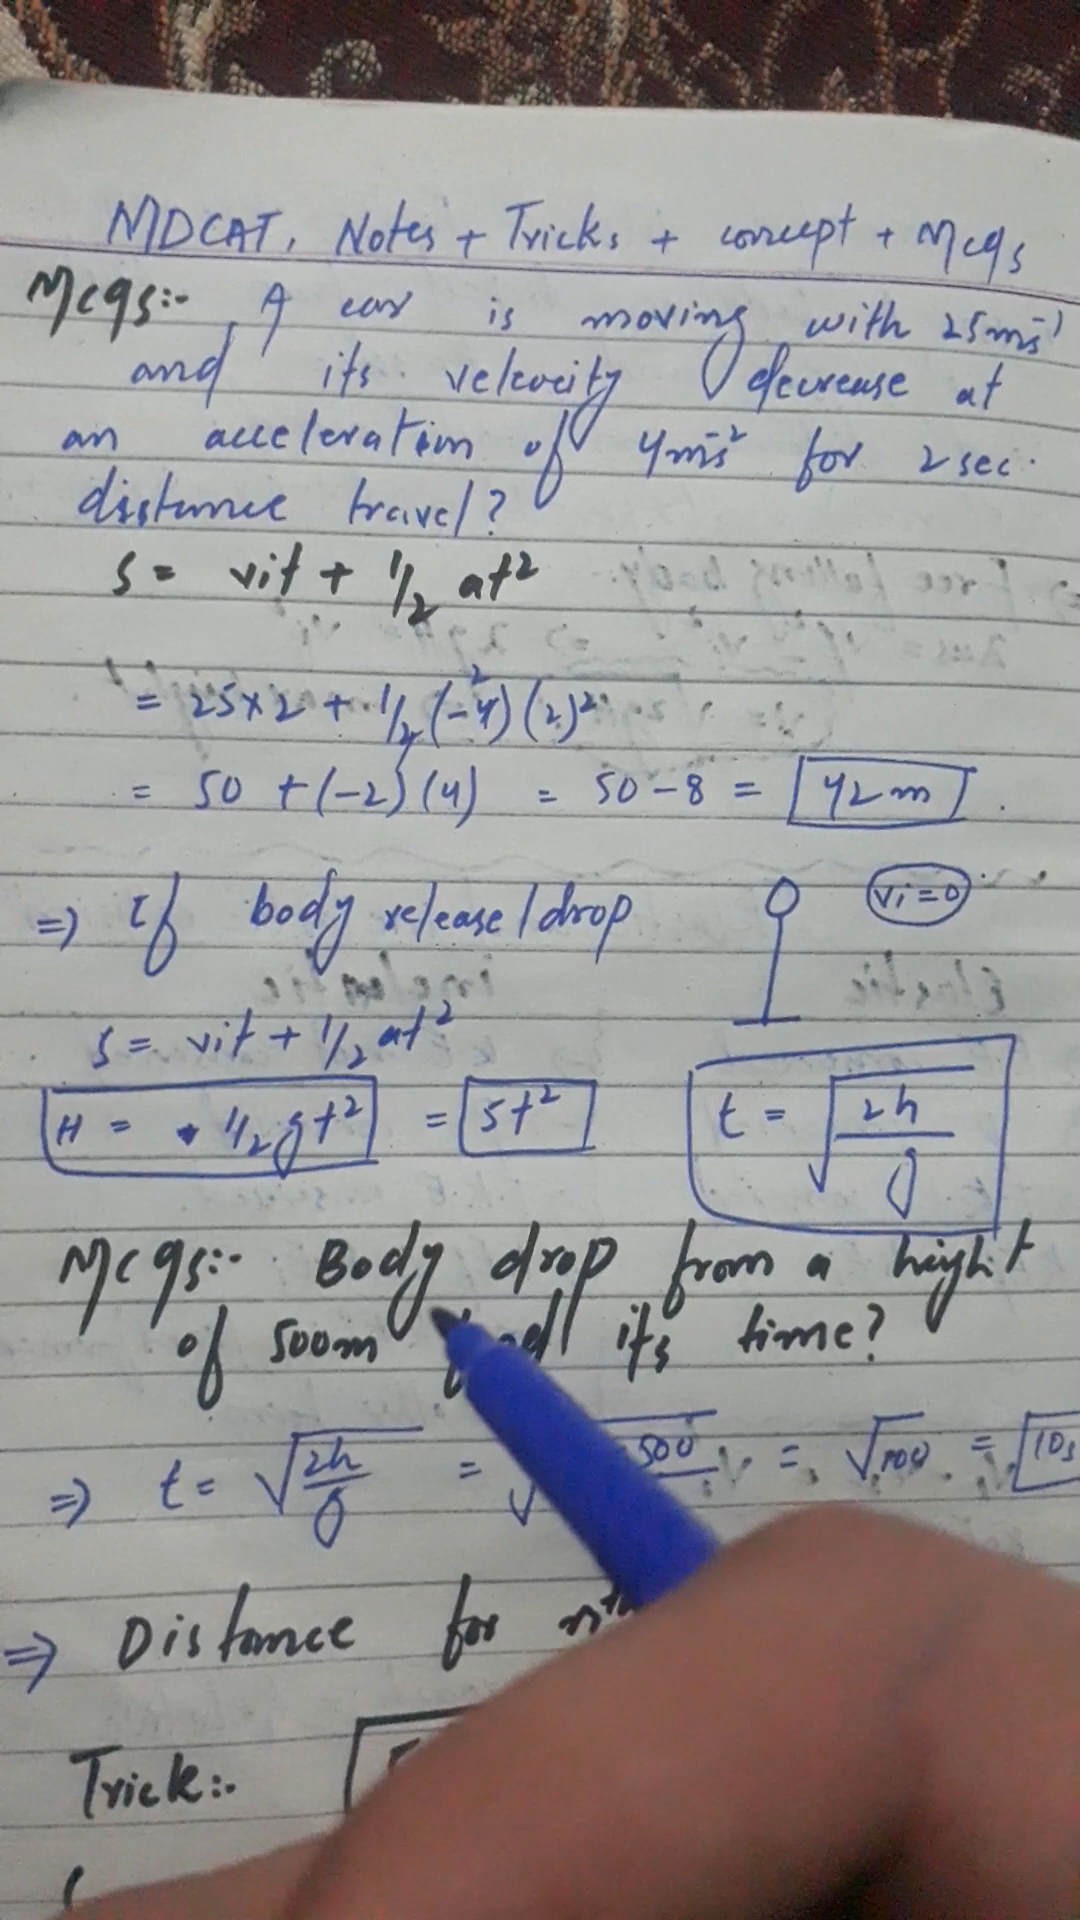 MDCAT, Notes + Tricks + concept + Mcqs
Mcqs:- A car is moving with 25ms⁻¹
and its velocity decrease at
an acceleration of 4ms⁻² for 2 sec.
distance travel?
S = vit + 1/2 at²
= 25×2 + 1/2 (-4)(2)²
= 50 + (-2)(4) = 50 - 8 = 42m
⇒ If body release/drop vi=0
S = vit + 1/2 at²
H = 1/2 gt² = 5t² t = √2h/g
Mcqs:- Body drop from a height
of 500m its time?
⇒ t = √2h/g = √ 500 = √100 = 10s
⇒ Distance for nth
Trick:-